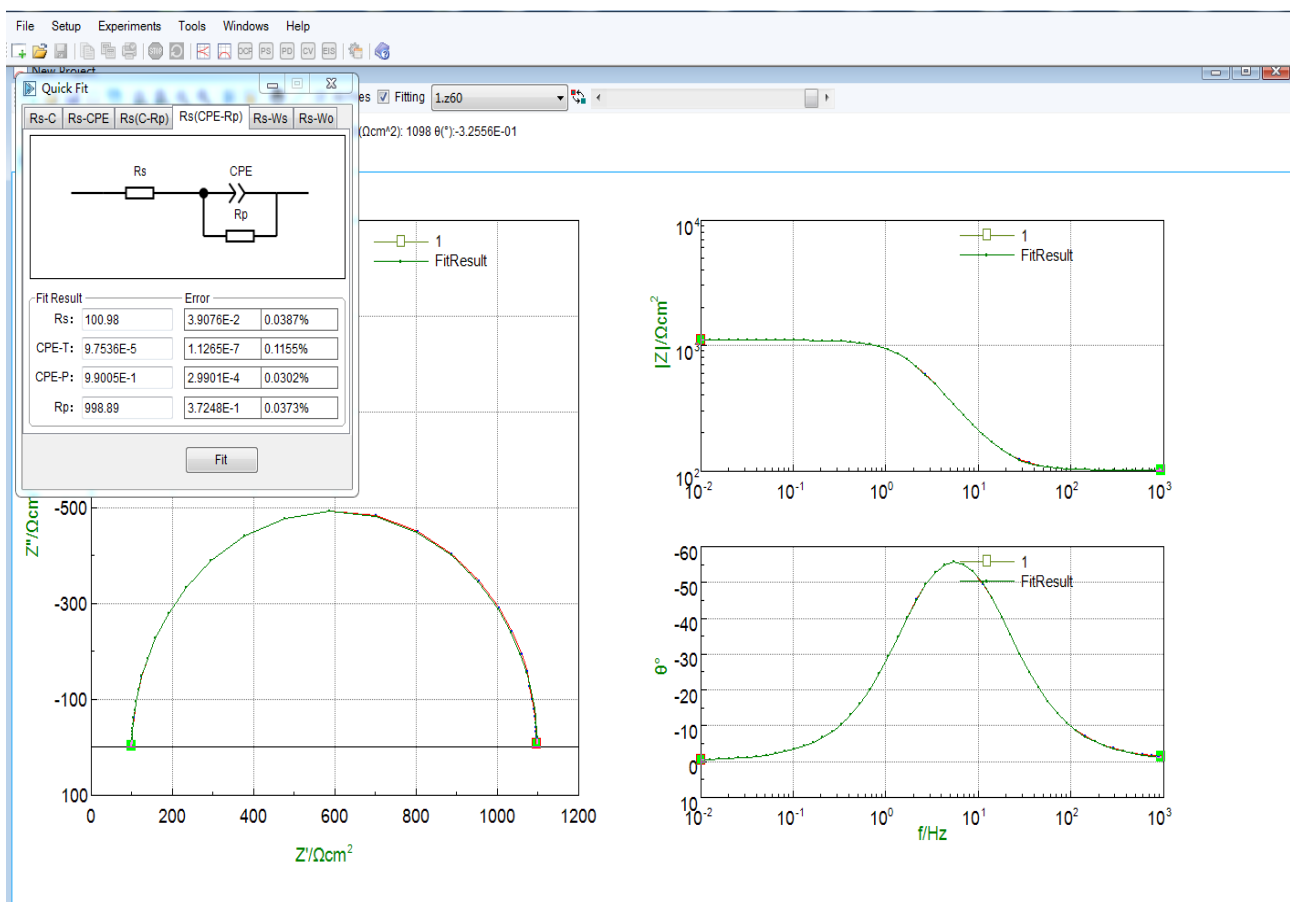 File Setup Experiments Tools Windows Help
OCP PS PD CV EIS
New Project
Quick Fit
es Fitting 1.z60
Rs-C Rs-CPE Rs(C-Rp) Rs(CPE-Rp) Rs-Ws Rs-Wo
(Ωcm^2): 1098 θ(°):-3.2556E-01
Rs CPE
Rp
Fit Result Error
Rs: 100.98 3.9076E-2 0.0387%
CPE-T: 9.7536E-5 1.1265E-7 0.1155%
CPE-P: 9.9005E-1 2.9901E-4 0.0302%
Rp: 998.89 3.7248E-1 0.0373%
Fit
1
FitResult
-500
-300
-100
100
0 200 400 600 800 1000 1200
Z"/Ωcm
Z'/Ωcm²
1
FitResult
10⁴
10³
10²
|Z|/Ωcm²
10⁻² 10⁻¹ 10⁰ 10¹ 10² 10³
1
FitResult
-60
-50
-40
-30
-20
-10
0
10
θ°
10⁻² 10⁻¹ 10⁰ 10¹ 10² 10³
f/Hz